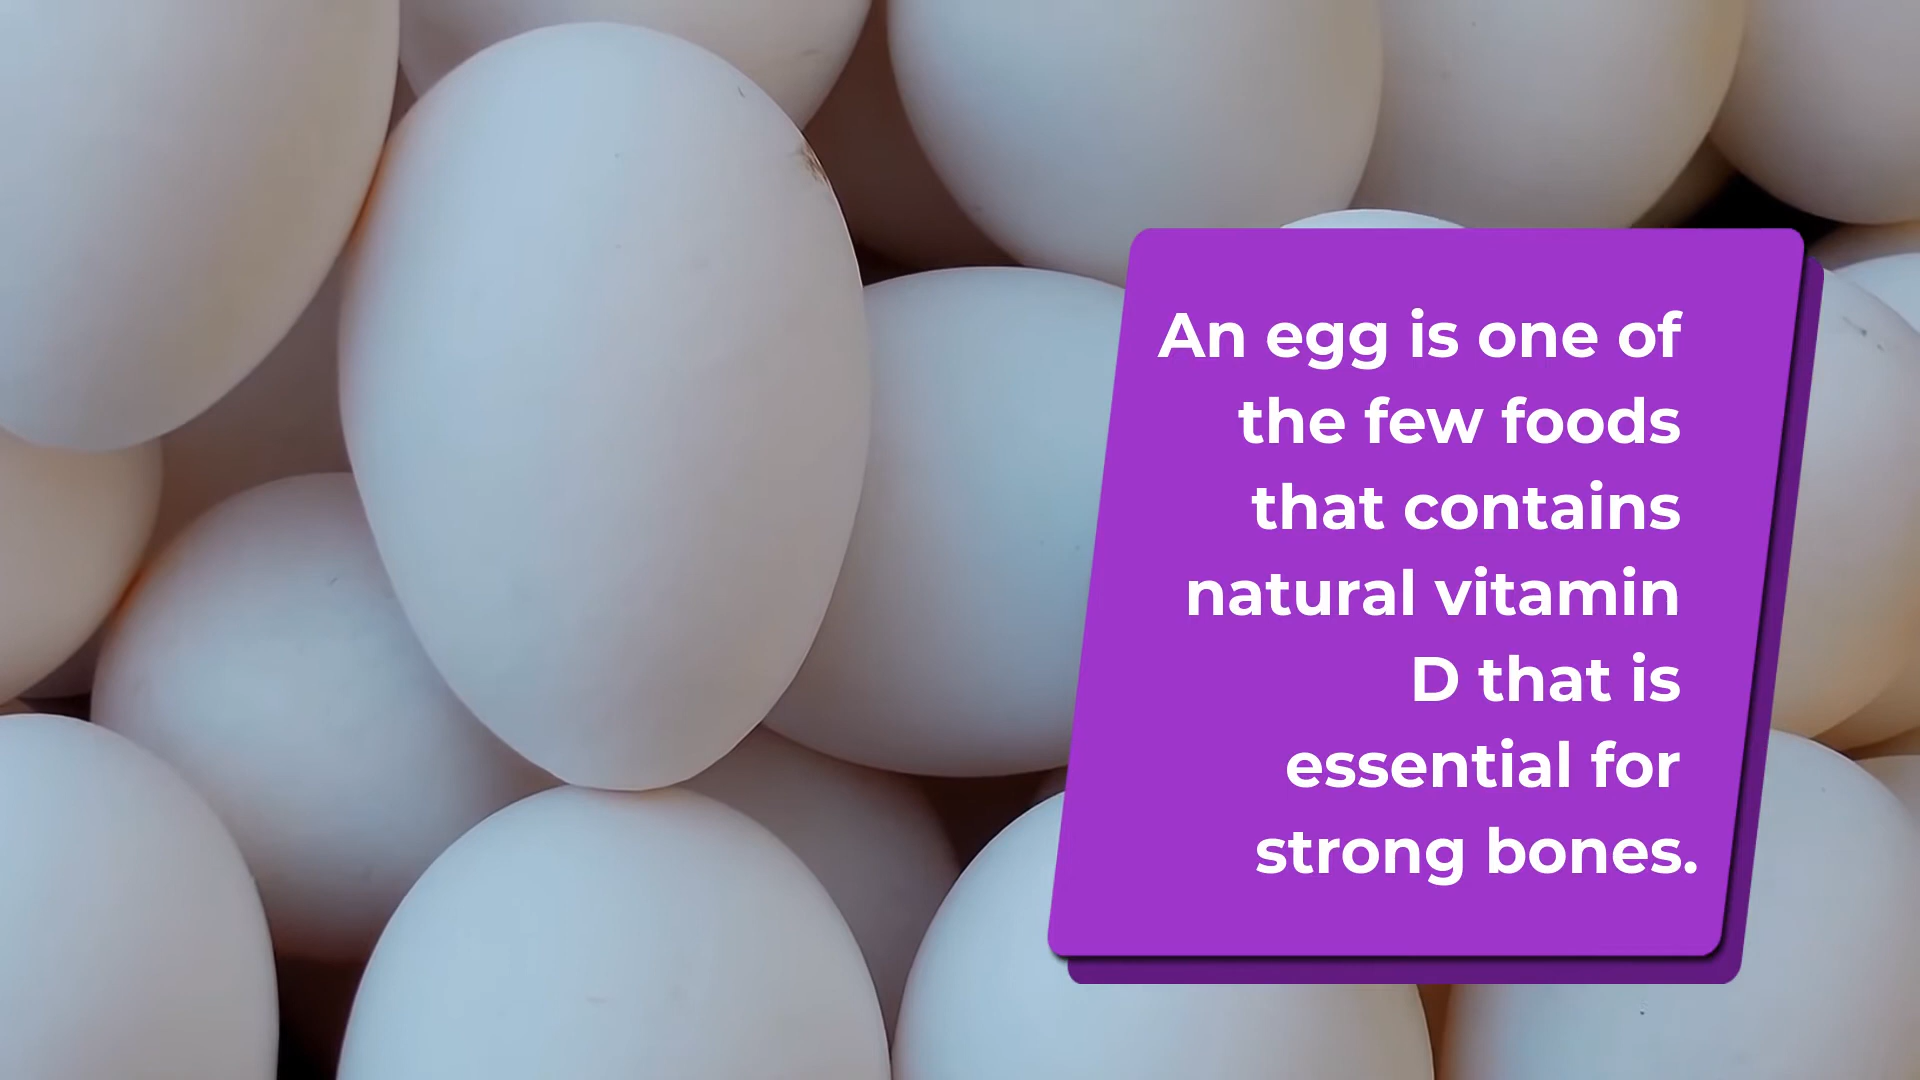 An egg is one of
the few foods
that contains
natural vitamin
D that is
essential for
strong bones.